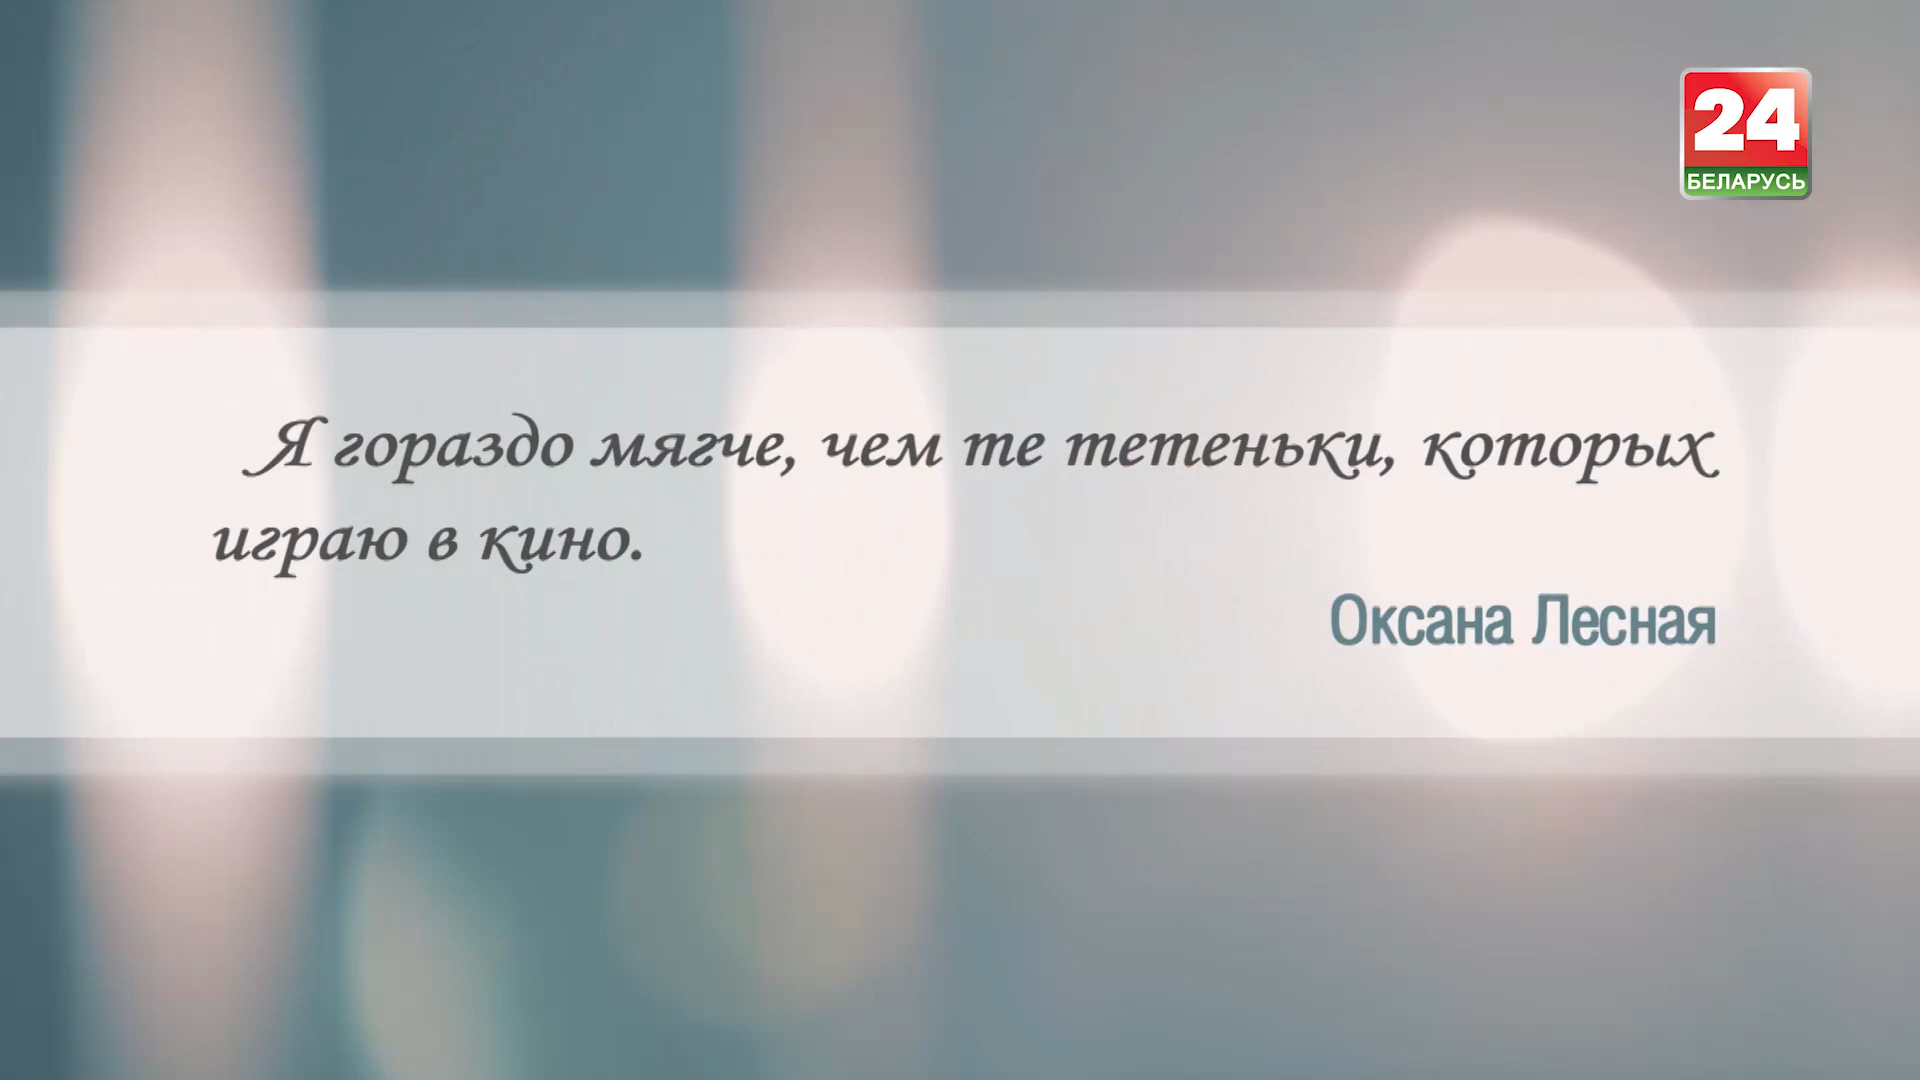 24
БЕЛАРУСЬ
Я гораздо мягче, чем те тетеньки, которых
играю в кино.
Оксана Лесная